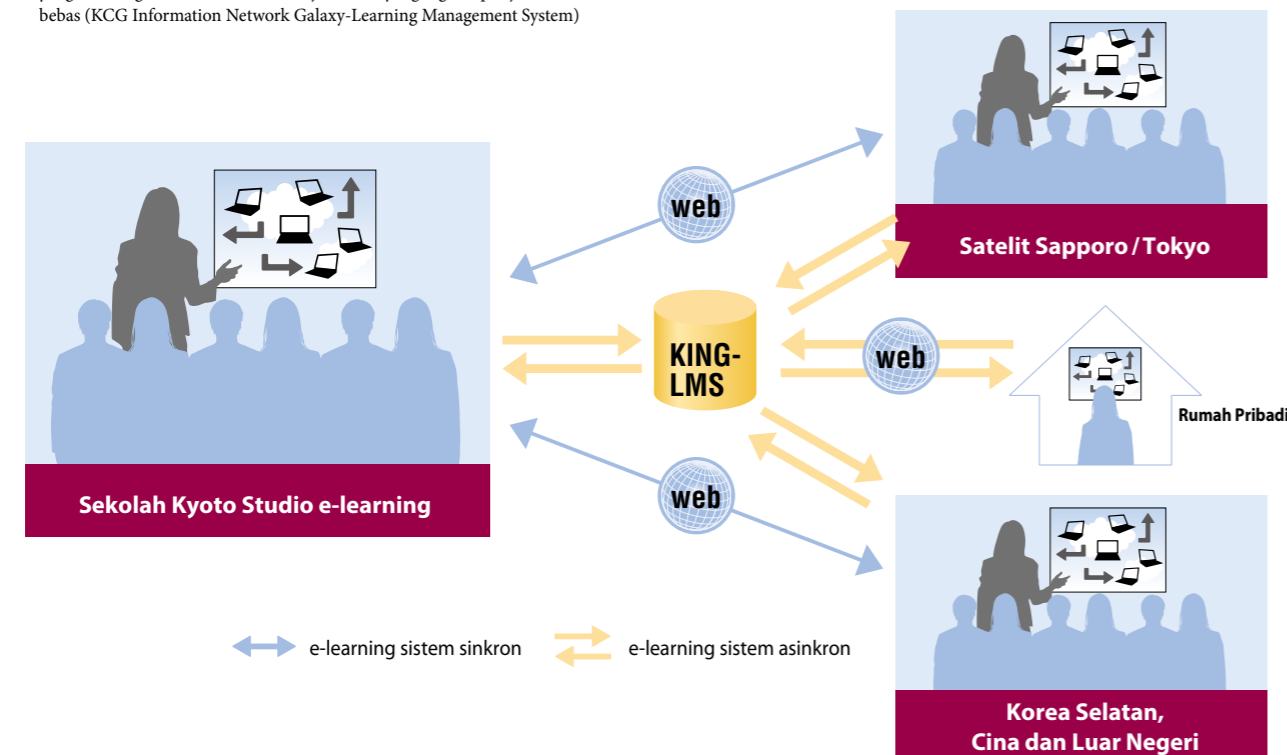 bebas (KCG Information Network Galaxy-Learning Management System)
web
Satelit Sapporo / Tokyo
KING-
LMS
web
Rumah Pribadi
Sekolah Kyoto Studio e-learning
web
e-learning sistem sinkron
e-learning sistem asinkron
Korea Selatan,
Cina dan Luar Negeri